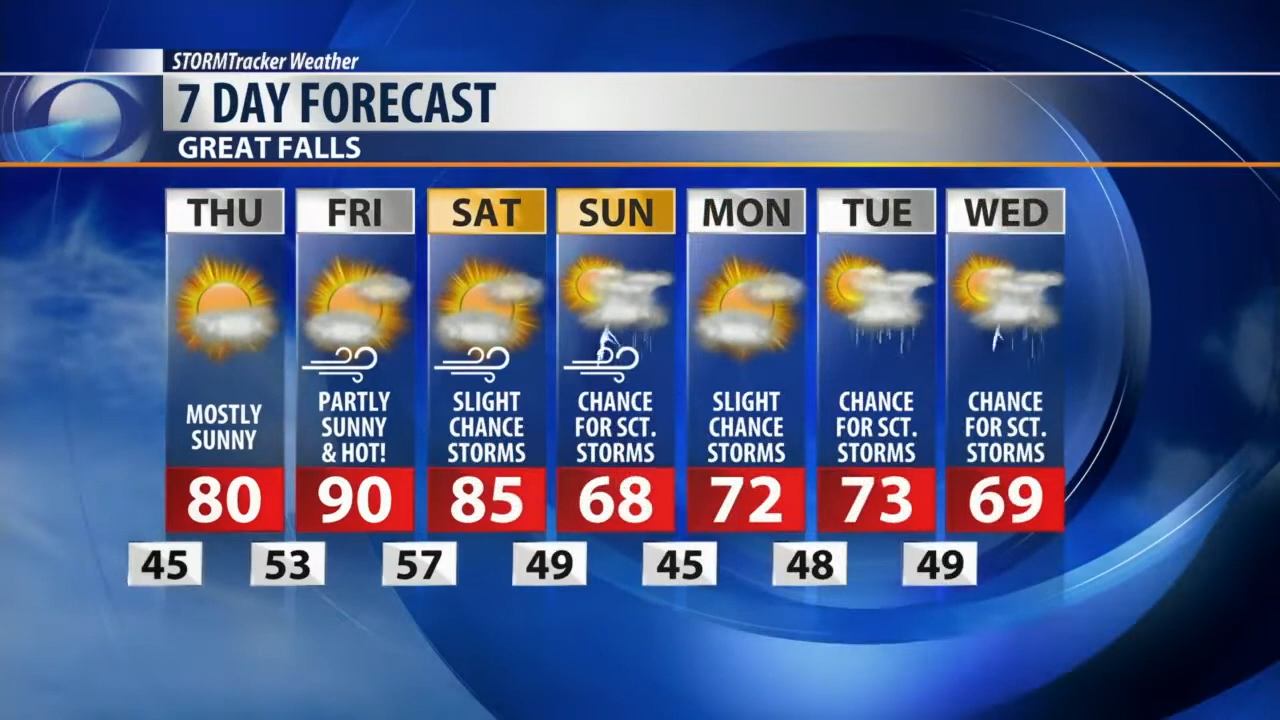 STORMTracker Weather
7 DAY FORECAST
GREAT FALLS
THU FRI SAT SUN MON TUE WED
MOSTLY
SUNNY
PARTLY
SUNNY
& HOT!
SLIGHT
CHANCE
STORMS
CHANCE
FOR SCT.
STORMS
SLIGHT
CHANCE
STORMS
CHANCE
FOR SCT.
STORMS
CHANCE
FOR SCT.
STORMS
80 90 85 68 72 73 69
45 53 57 49 45 48 49